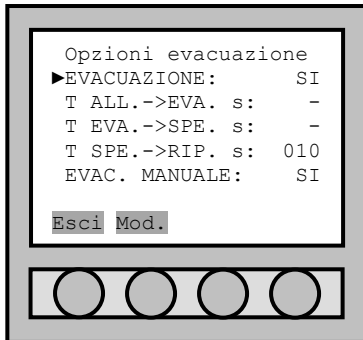 Opzioni evacuazione
►EVACUAZIONE: SI
T ALL.->EVA. s: -
T EVA.->SPE. s: -
T SPE.->RIP. s: 010
EVAC. MANUALE: SI
Esci Mod.